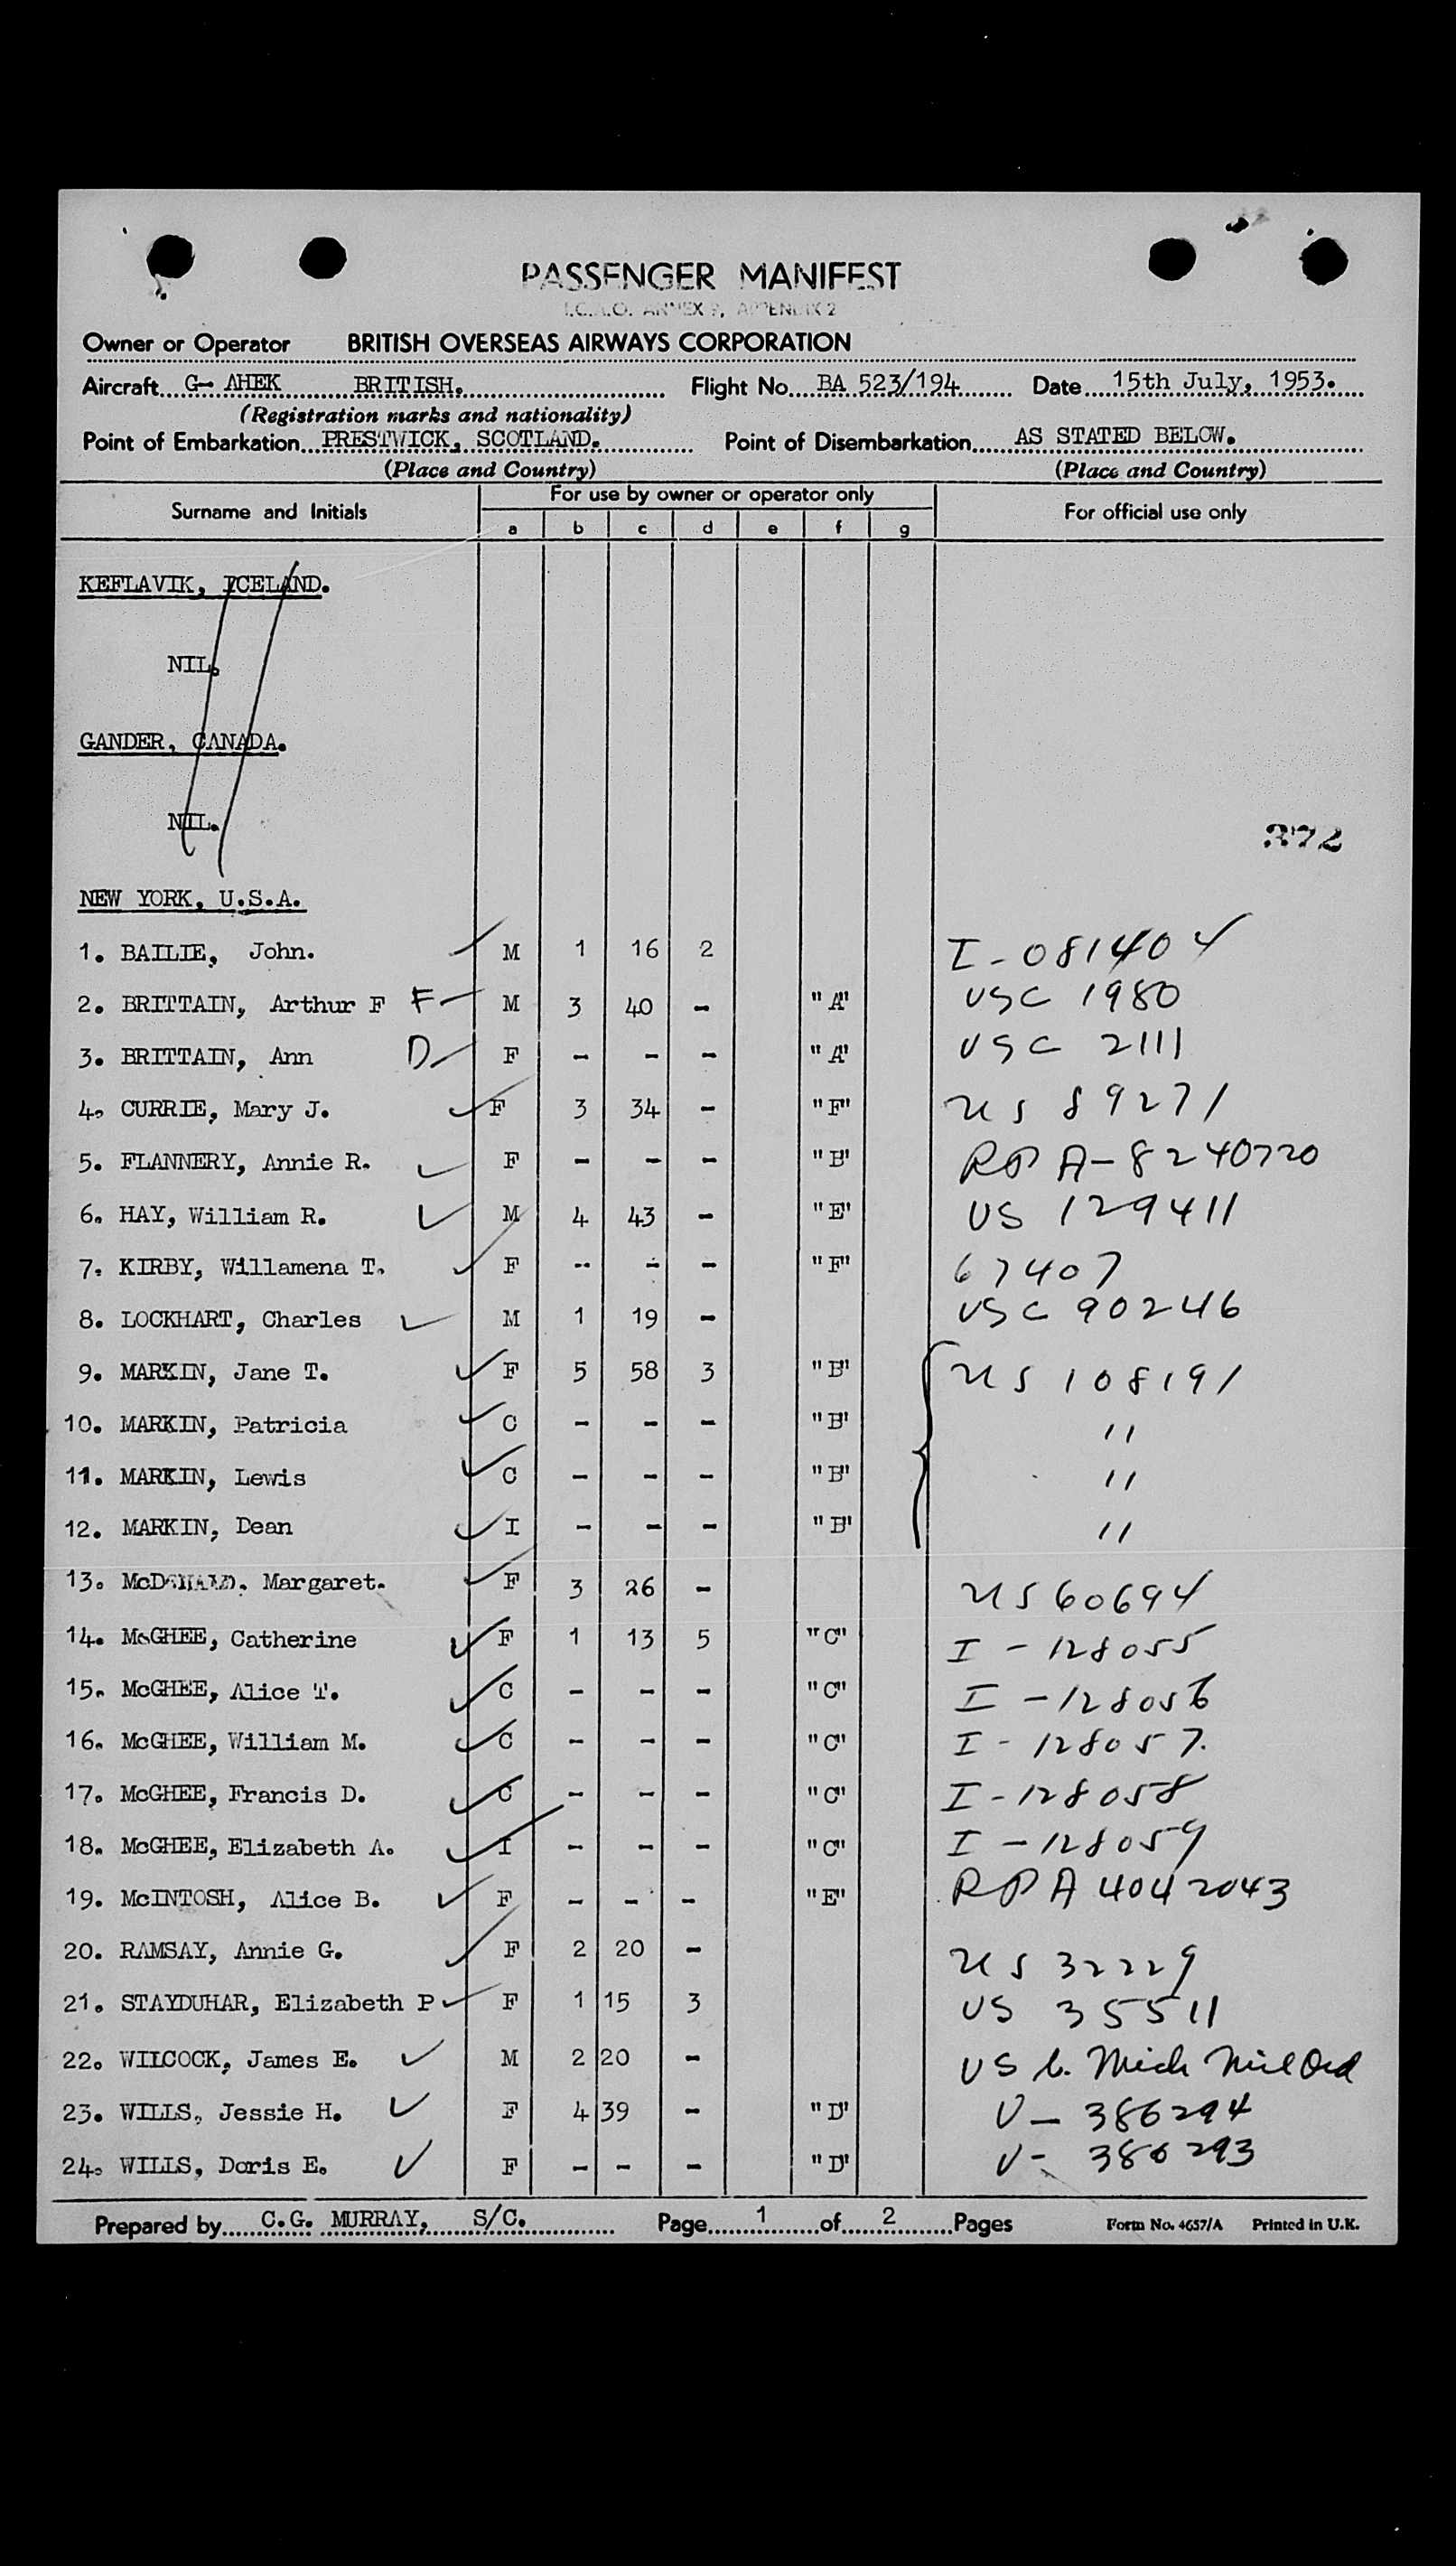 PASSENGER MANIFEST
I.C.A.O. ANNEX 9, APPENDIX 2
Owner or Operator BRITISH OVERSEAS AIRWAYS CORPORATION
Aircraft G- AHEK BRITISH. Flight No. BA 523/194 Date 15th July, 1953.
(Registration marks and nationality)
Point of Embarkation PRESTWICK, SCOTLAND. Point of Disembarkation AS STATED BELOW.
(Place and Country) (Place and Country)
Surname and Initials For use by owner or operator only For official use only
a b c d e f g
KEFLAVIK, ICELAND.
NIL.
GANDER, CANADA.
NIL.
372
NEW YORK, U.S.A.
1. BAILIE, John. M 1 16 2 I-081404
2. BRITTAIN, Arthur F F M 3 40 - "A" USC 1980
3. BRITTAIN, Ann D F - - - "A" USC 2111
4. CURRIE, Mary J. F 3 34 - "F" US 89271
5. FLANNERY, Annie R. F - - - "B" RP A-8240720
6. HAY, William R. M 4 43 - "E" US 129411
7. KIRBY, Willamena T. F - - - "F" 67407
8. LOCKHART, Charles M 1 19 - USC 90246
9. MARKIN, Jane T. F 5 58 3 "B" US 108191
10. MARKIN, Patricia C - - - "B" "
11. MARKIN, Lewis C - - - "B" "
12. MARKIN, Dean I - - - "B" "
13. Margaret. F 3 26 - US 60694
14. McGHEE, Catherine F 1 13 5 "C" I-128055
15. McGHEE, Alice T. C - - - "C" I-128056
16. McGHEE, William M. C - - - "C" I-128057.
17. McGHEE, Francis D. C - - - "C" I-128058
18. McGHEE, Elizabeth A. I - - - "C" I-128059
19. McINTOSH, Alice B. F - - - "E" RP A 4042043
20. RAMSAY, Annie G. F 2 20 - US 32229
21. STAYDUHAR, Elizabeth P F 1 15 3 US 35511
22. WILCOCK, James E. M 2 20 - US
23. WILLS, Jessie H. F 4 39 - "D" V-386294
24. WILLS, Doris E. F - - - "D" V-386293
Prepared by C.G. MURRAY, S/C. Page 1 of 2 Pages Form No. 4657/A Printed in U.K.